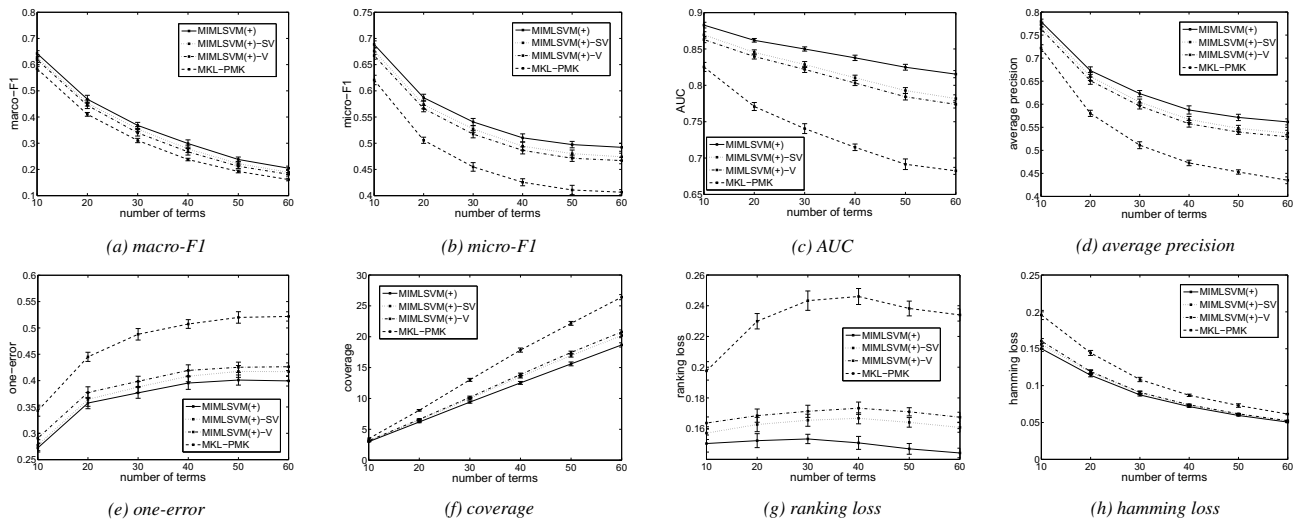 0.7
0.6
0.5
0.4
0.3
0.2
0.1
marco-F1
MIMLSVM(+)
MIMLSVM(+)-SV
MIMLSVM(+)-V
MKL-PMK
10 20 30 40 50 60
number of terms
(a) macro-F1
0.75
0.7
0.65
0.6
0.55
0.5
0.45
0.4
micro-F1
MIMLSVM(+)
MIMLSVM(+)-SV
MIMLSVM(+)-V
MKL-PMK
10 20 30 40 50 60
number of terms
(b) micro-F1
0.9
0.85
0.8
0.75
0.7
0.65
AUC
MIMLSVM(+)
MIMLSVM(+)-SV
MIMLSVM(+)-V
MKL-PMK
10 20 30 40 50 60
number of terms
(c) AUC
0.8
0.75
0.7
0.65
0.6
0.55
0.5
0.45
0.4
average precision
MIMLSVM(+)
MIMLSVM(+)-SV
MIMLSVM(+)-V
MKL-PMK
10 20 30 40 50 60
number of terms
(d) average precision
0.6
0.55
0.5
0.45
0.4
0.35
0.3
0.25
one-error
MIMLSVM(+)
MIMLSVM(+)-SV
MIMLSVM(+)-V
MKL-PMK
10 20 30 40 50 60
number of terms
(e) one-error
30
25
20
15
10
5
0
coverage
MIMLSVM(+)
MIMLSVM(+)-SV
MIMLSVM(+)-V
MKL-PMK
10 20 30 40 50 60
number of terms
(f) coverage
0.26
0.24
0.22
0.2
0.18
0.16
ranking loss
MIMLSVM(+)
MIMLSVM(+)-SV
MIMLSVM(+)-V
MKL-PMK
10 20 30 40 50 60
number of terms
(g) ranking loss
0.25
0.2
0.15
0.1
0.05
0
hamming loss
MIMLSVM(+)
MIMLSVM(+)-SV
MIMLSVM(+)-V
MKL-PMK
10 20 30 40 50 60
number of terms
(h) hamming loss